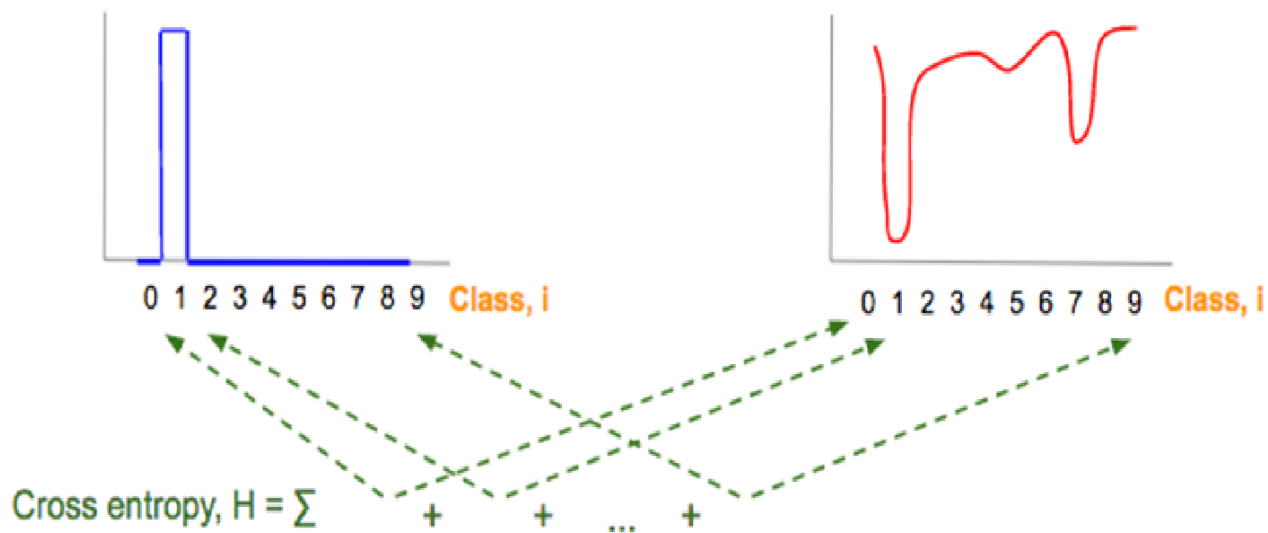 0 1 2 3 4 5 6 7 8 9 Class, i
0 1 2 3 4 5 6 7 8 9 Class, i
Cross entropy, H = ∑ + + ... +